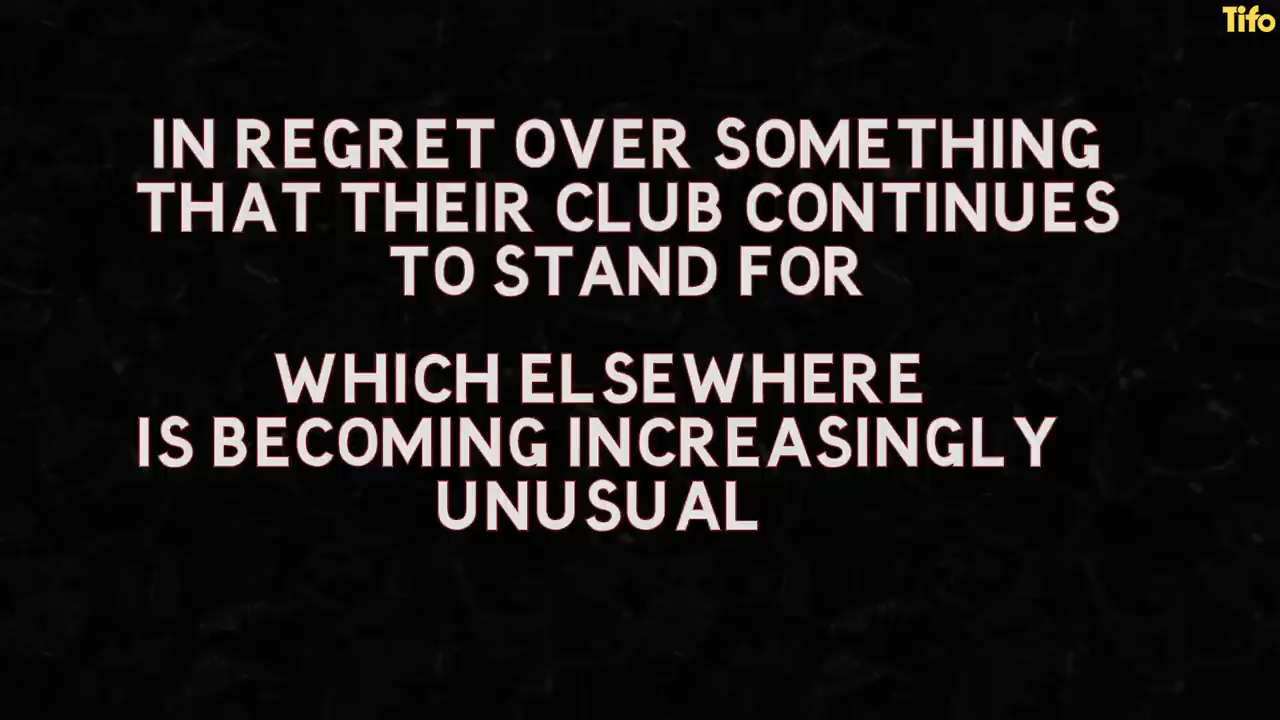 Tifo
IN REGRET OVER SOMETHING
THAT THEIR CLUB CONTINUES
TO STAND FOR
WHICH ELSEWHERE
IS BECOMING INCREASINGLY
UNUSUAL